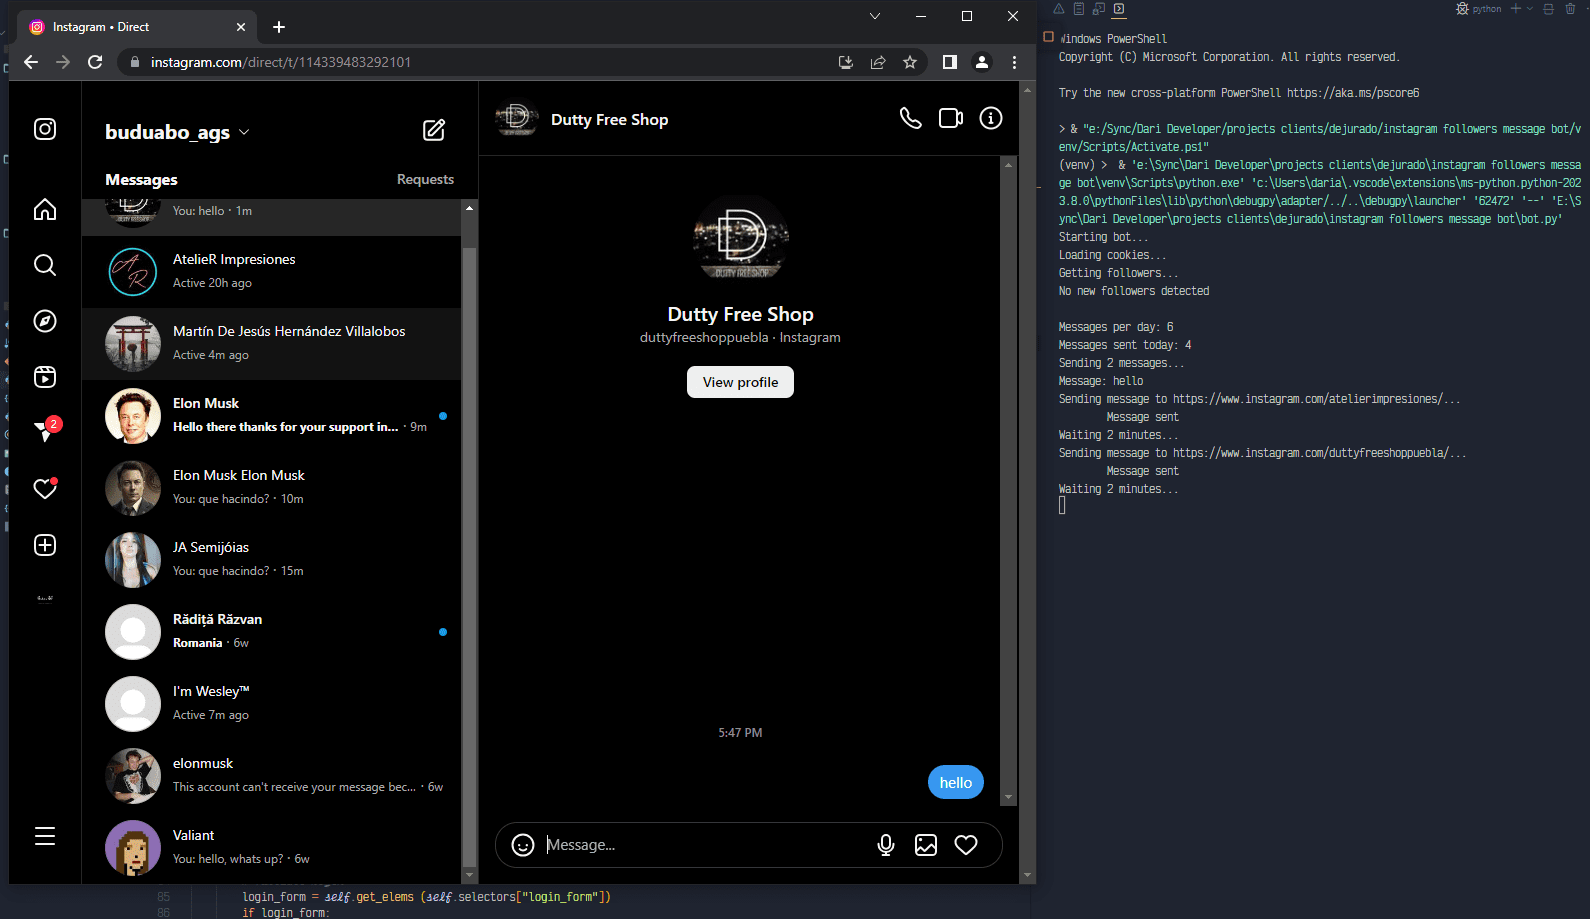 Instagram • Direct
instagram.com/direct/t/114339483292101
buduabo_ags
Messages
Requests
You: hello · 1m
AtelieR Impresiones
Active 20h ago
Martín De Jesús Hernández Villalobos
Active 4m ago
Elon Musk
Hello there thanks for your support in... · 9m
Elon Musk Elon Musk
You: que hacindo? · 10m
JA Semijóias
You: que hacindo? · 15m
Rădiță Răzvan
Romania · 6w
I'm Wesley™
Active 7m ago
elonmusk
This account can't receive your message bec... · 6w
Valiant
You: hello, whats up? · 6w
2
Dutty Free Shop
DUTTY FREE SHOP
Dutty Free Shop
duttyfreeshoppuebla · Instagram
View profile
5:47 PM
hello
Message...
python
Windows PowerShell
Copyright (C) Microsoft Corporation. All rights reserved.
Try the new cross-platform PowerShell https://aka.ms/pscore6
> & "e:/Sync/Dari Developer/projects clients/dejurado/instagram followers message bot/v
env/Scripts/Activate.ps1"
(venv) >  & 'e:\Sync\Dari Developer\projects clients\dejurado\instagram followers messa
ge bot\venv\Scripts\python.exe' 'c:\Users\daria\.vscode\extensions\ms-python.python-202
3.8.0\pythonFiles\lib\python\debugpy\adapter/../..\debugpy\launcher' '62472' '--' 'E:\S
ync\Dari Developer\projects clients\dejurado\instagram followers message bot\bot.py'
Starting bot...
Loading cookies...
Getting followers...
No new followers detected
Messages per day: 6
Messages sent today: 4
Sending 2 messages...
Message: hello
Sending message to https://www.instagram.com/atelierimpresiones/...
Message sent
Waiting 2 minutes...
Sending message to https://www.instagram.com/duttyfreeshoppuebla/...
Message sent
Waiting 2 minutes...
85 login_form = self.get_elems (self.selectors["login_form"])
86 if login_form: